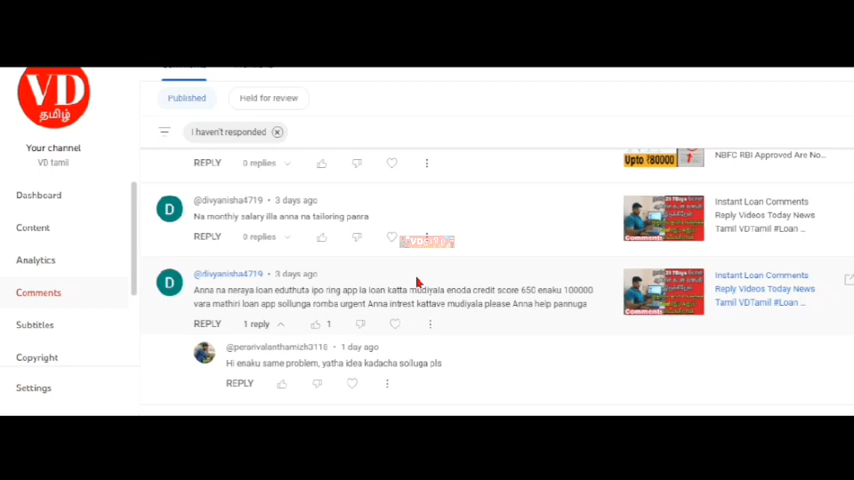 VD
தமிழ்
Your channel
VD tamil
Dashboard
Content
Analytics
Comments
Subtitles
Copyright
Settings
Published
Held for review
I haven't responded
REPLY 0 replies
Upto ₹80000
NBFC RBI Approved Are No...
@divyanisha4719 • 3 days ago
Na monthly salary illa anna na tailoring panra
REPLY 0 replies
Instant Loan Comments
Reply Videos Today News
Tamil VDTamil #Loan ...
@divyanisha4719 • 3 days ago
Anna na neraya loan eduthuta ipo ring app la loan katta mudiyala enoda credit score 650 enaku 100000
vara mathiri loan app sollunga romba urgent Anna intrest kattave mudiyala please Anna help pannuga
REPLY 1 reply 1
Instant Loan Comments
Reply Videos Today News
Tamil VDTamil #Loan ...
@perarivalanthamizh3116 • 1 day ago
Hi enaku same problem, yatha idea kadacha solluga pls
REPLY